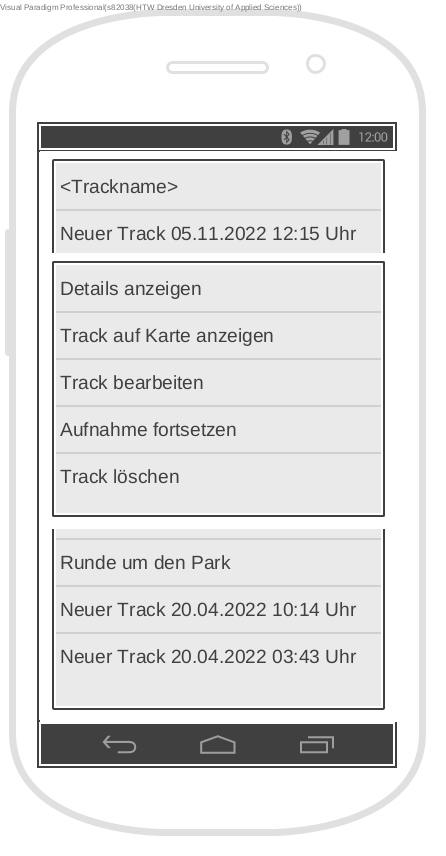 Visual Paradigm Professional(s82038(HTW Dresden University of Applied Sciences))
12:00
<Trackname>
Neuer Track 05.11.2022 12:15 Uhr
Details anzeigen
Track auf Karte anzeigen
Track bearbeiten
Aufnahme fortsetzen
Track löschen
Runde um den Park
Neuer Track 20.04.2022 10:14 Uhr
Neuer Track 20.04.2022 03:43 Uhr